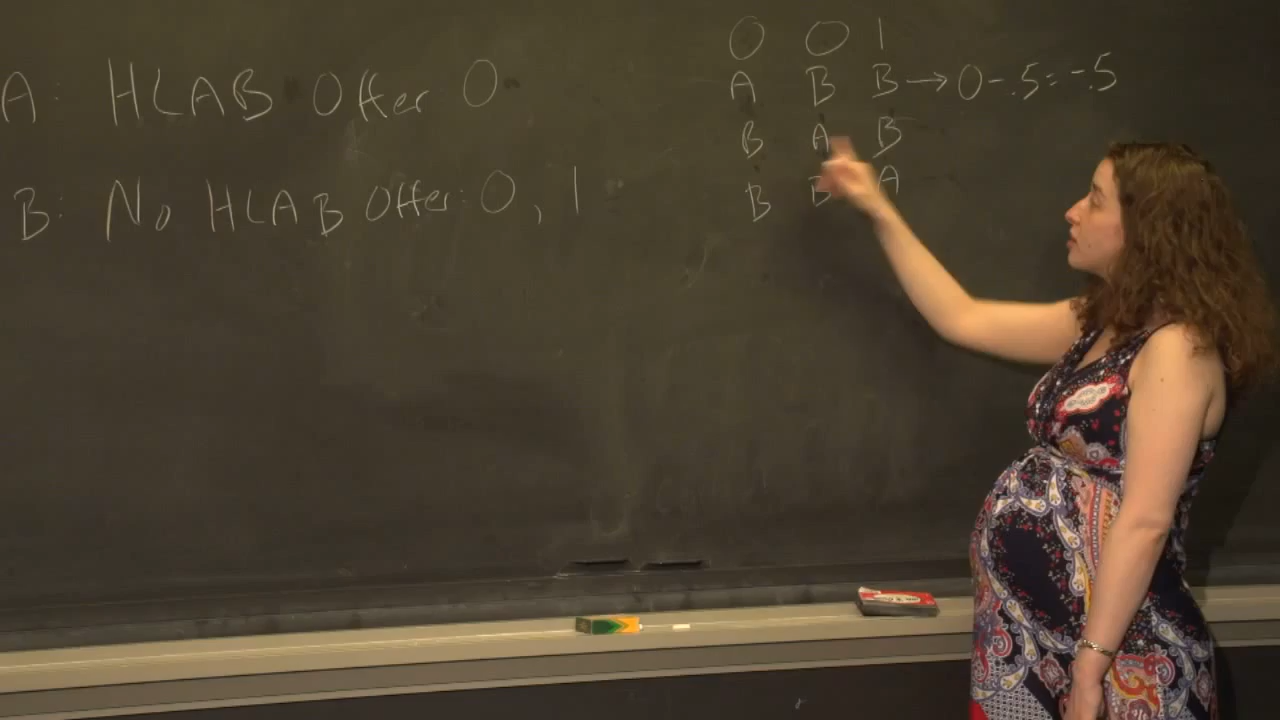 A: HLAB Offer: 0
B: No HLAB Offer: 0, 1
0 0 1
A B B → 0 - .5 = -.5
B A B
B B A